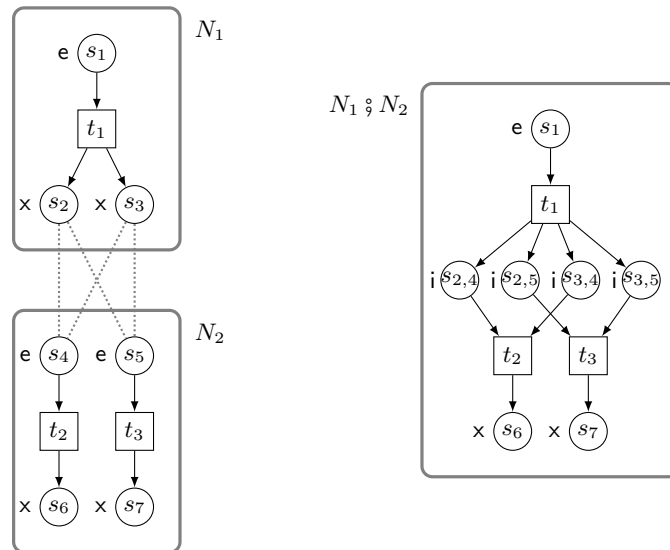 N₁
e s₁
t₁
x s₂ x s₃
N₂
e s₄ e s₅
t₂ t₃
x s₆ x s₇
N₁ ⨟ N₂
e s₁
t₁
i s₂,₄ i s₂,₅ i s₃,₄ i s₃,₅
t₂ t₃
x s₆ x s₇